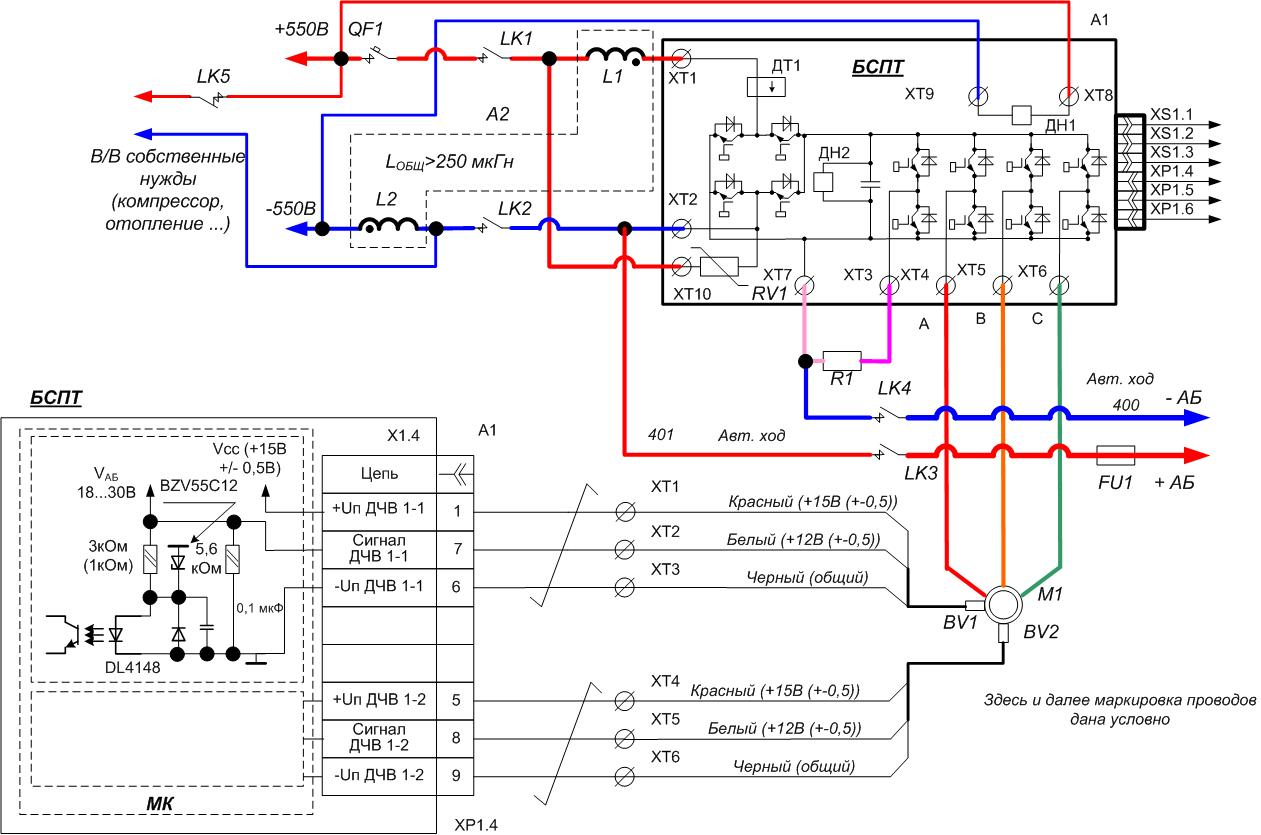 +550В
QF1
LK1
LK5
L1
A2
Lобщ>250 мкГн
В/В собственные
нужды
(компрессор,
отопление ...)
-550В
L2
LK2
A1
БСПТ
XT1
ДТ1
XT9
XT8
ДН1
ДН2
XT2
XT10
RV1
XT7
XT3
XT4
XT5
XT6
XS1.1
XS1.2
XS1.3
XP1.4
XP1.5
XP1.6
A
B
C
R1
LK4
Авт. ход
400
- АБ
401
Авт. ход
LK3
FU1
+ АБ
БСПТ
X1.4
A1
Vcc (+15В
+/- 0,5В)
VАБ
18...30В
BZV55C12
3кОм
(1кОм)
5,6
кОм
0,1 мкФ
DL4148
Цепь
+Uп ДЧВ 1-1
1
Сигнал
ДЧВ 1-1
7
-Uп ДЧВ 1-1
6
+Uп ДЧВ 1-2
5
Сигнал
ДЧВ 1-2
8
-Uп ДЧВ 1-2
9
МК
XP1.4
XT1
Красный (+15В (+-0,5))
XT2
Белый (+12В (+-0,5))
XT3
Черный (общий)
M1
BV1
BV2
XT4
Красный (+15В (+-0,5))
XT5
Белый (+12В (+-0,5))
XT6
Черный (общий)
Здесь и далее маркировка проводов
дана условно